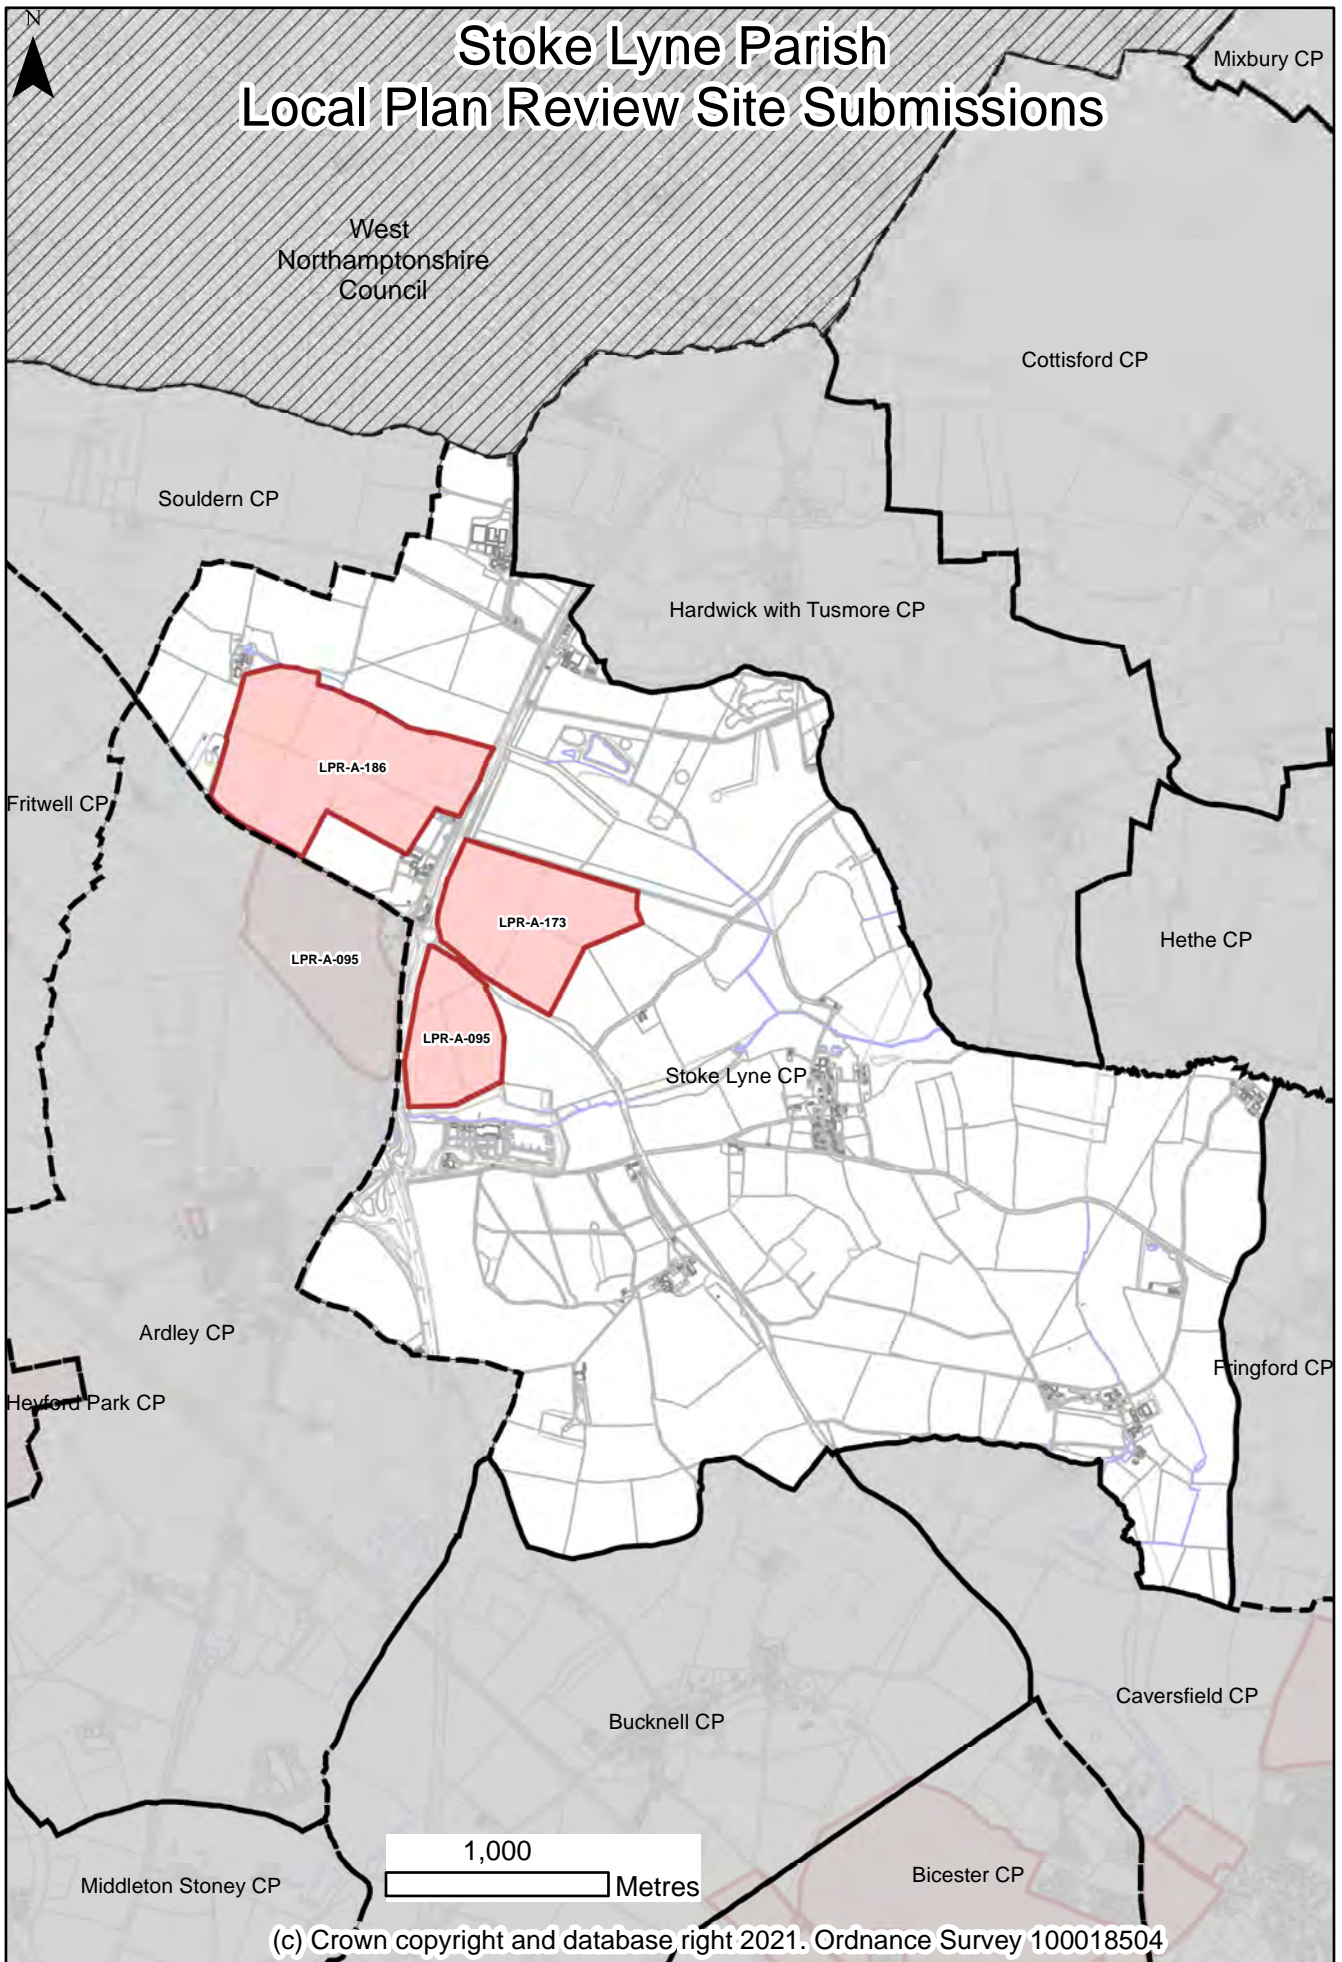 N
Stoke Lyne Parish
Local Plan Review Site Submissions
Mixbury CP
West
Northamptonshire
Council
Cottisford CP
Souldern CP
Hardwick with Tusmore CP
LPR-A-186
Fritwell CP
LPR-A-173
Hethe CP
LPR-A-095
LPR-A-095
Stoke Lyne CP
Ardley CP
Fringford CP
Heyford Park CP
Caversfield CP
Bucknell CP
1,000
Metres
Bicester CP
Middleton Stoney CP
(c) Crown copyright and database right 2021. Ordnance Survey 100018504